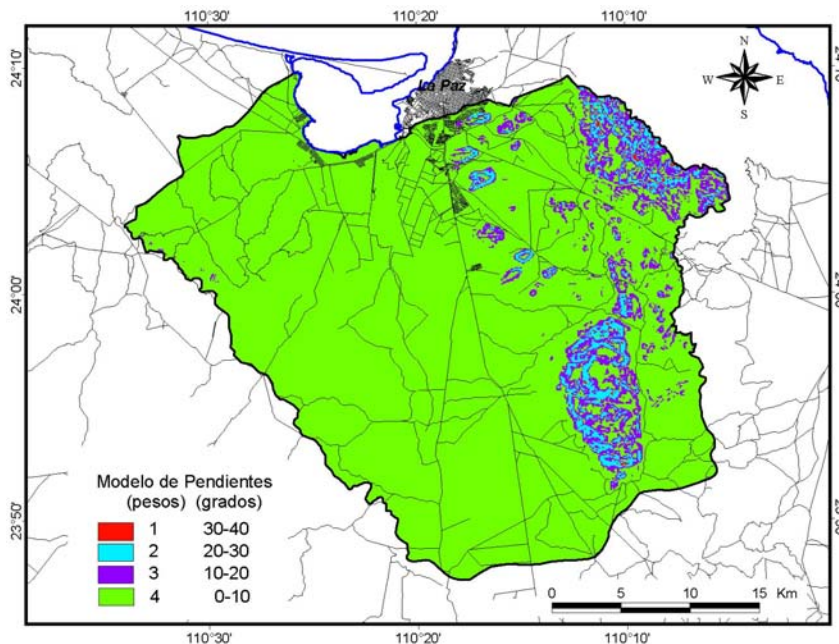 110°30' 110°20' 110°10'
24°10'
La Paz
N
W E
S
24°00'
23°50'
Modelo de Pendientes
(pesos) (grados)
1 30-40
2 20-30
3 10-20
4 0-10
0 5 10 15 Km
110°30' 110°20' 110°10'